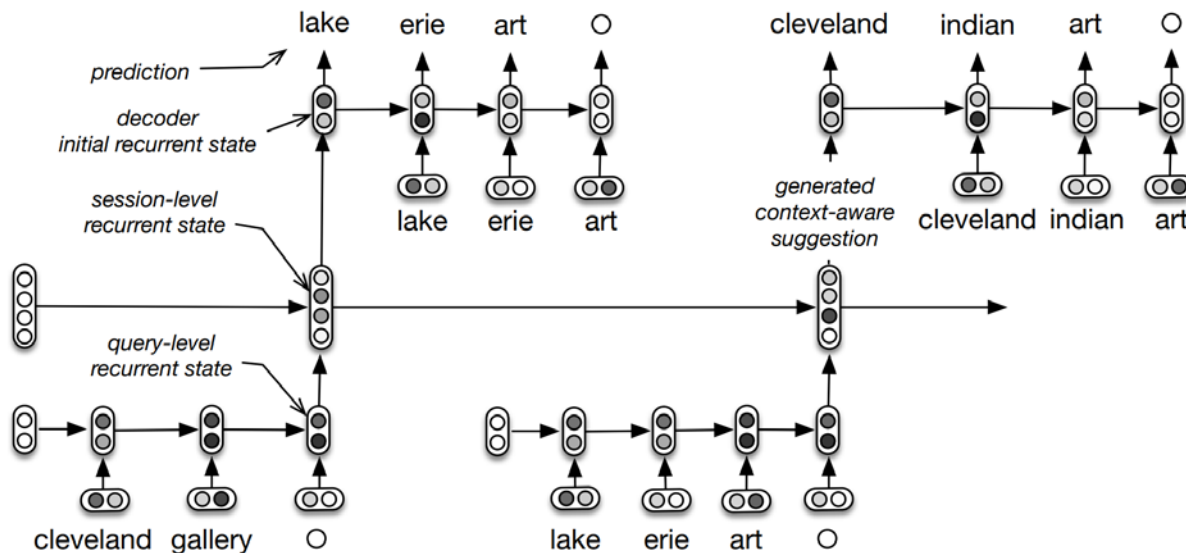 lake erie art
cleveland indian art
prediction
decoder
initial recurrent state
session-level
recurrent state
lake erie art
generated
context-aware
suggestion
cleveland indian art
query-level
recurrent state
cleveland gallery
lake erie art